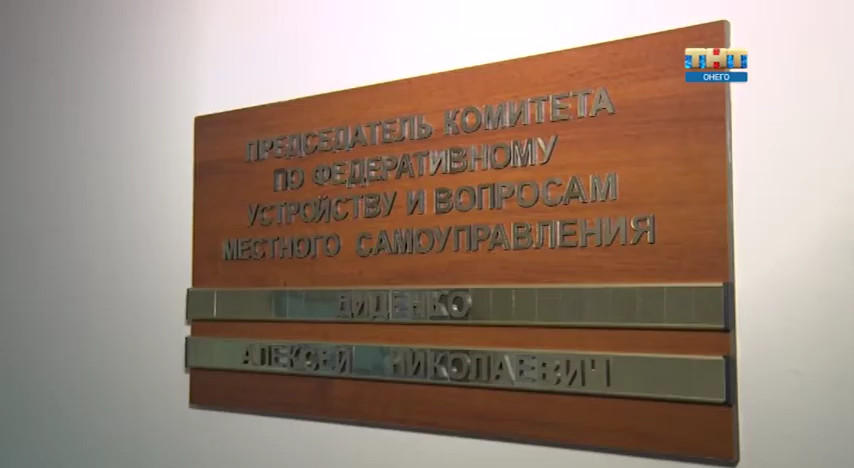 ТНТ
ОНЕГО
ПРЕДСЕДАТЕЛЬ КОМИТЕТА
ПО ФЕДЕРАТИВНОМУ
УСТРОЙСТВУ И ВОПРОСАМ
МЕСТНОГО САМОУПРАВЛЕНИЯ
ДИДЕНКО
АЛЕКСЕЙ НИКОЛАЕВИЧ